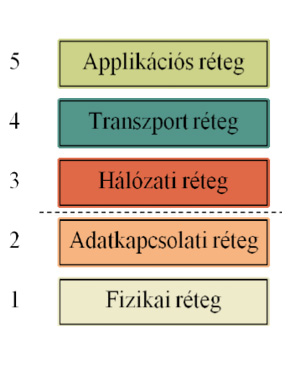 5 Applikációs réteg
4 Transzport réteg
3 Hálózati réteg
2 Adatkapcsolati réteg
1 Fizikai réteg